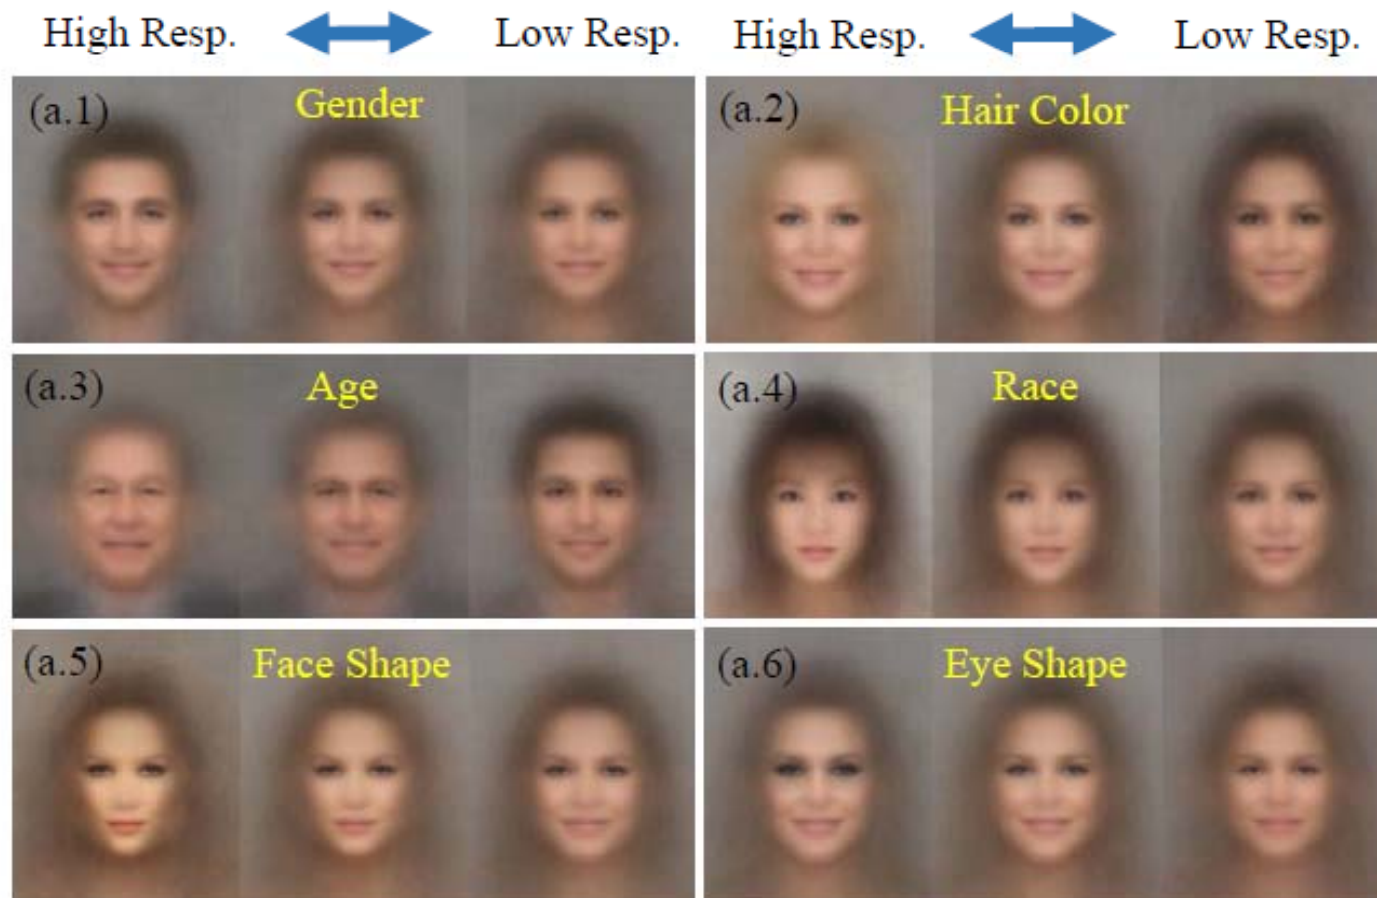 High Resp. Low Resp. High Resp. Low Resp.
(a.1) Gender (a.2) Hair Color
(a.3) Age (a.4) Race
(a.5) Face Shape (a.6) Eye Shape